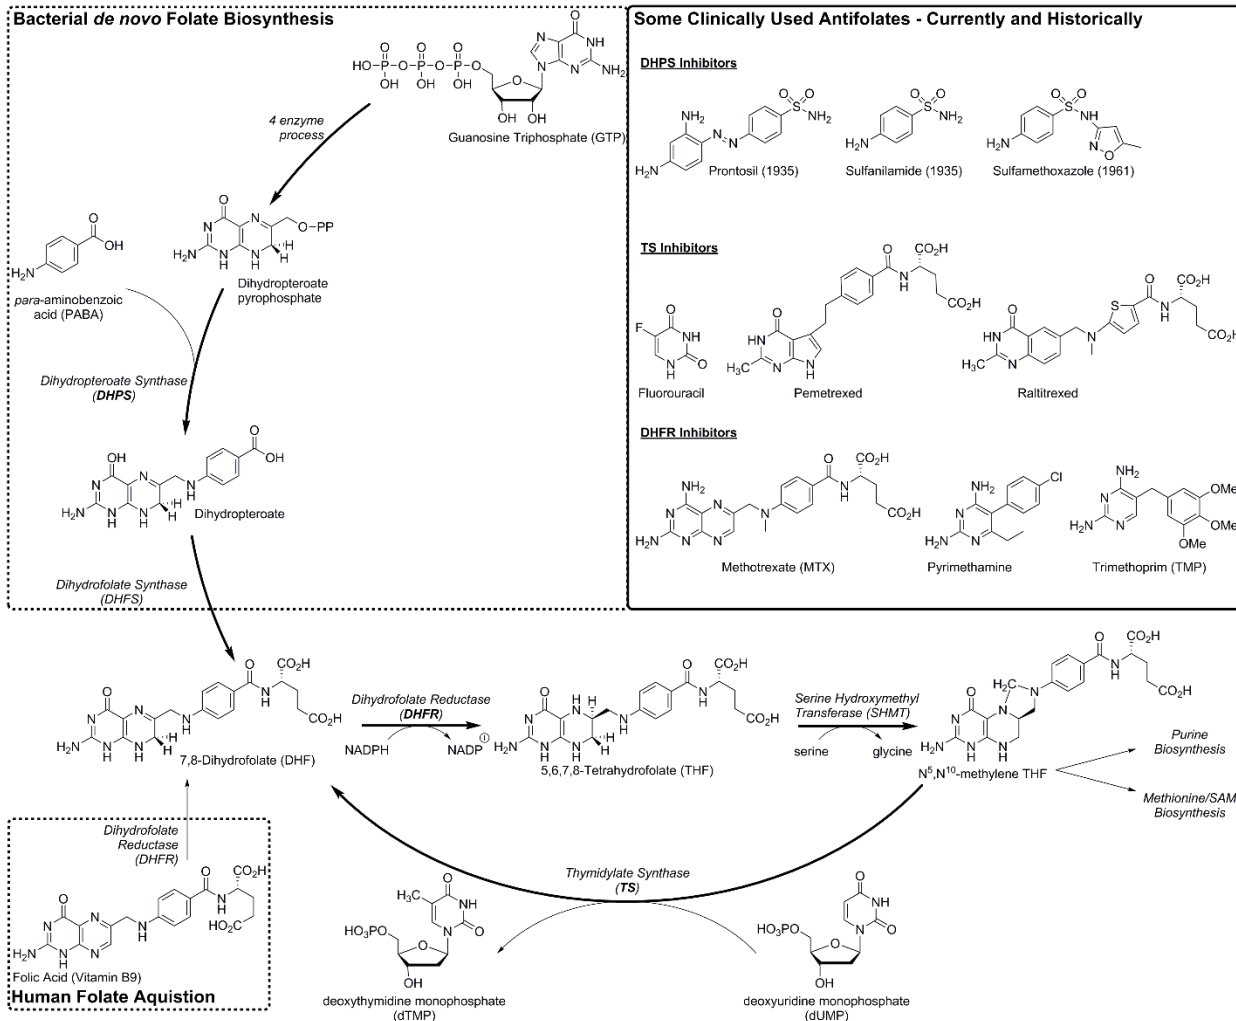 Bacterial de novo Folate Biosynthesis
4 enzyme
process
Guanosine Triphosphate (GTP)
para-aminobenzoic
acid (PABA)
Dihydropteroate
pyrophosphate
Dihydropteroate Synthase
(DHPS)
Dihydropteroate
Dihydrofolate Synthase
(DHFS)
Some Clinically Used Antifolates - Currently and Historically
DHPS Inhibitors
Prontosil (1935)
Sulfanilamide (1935)
Sulfamethoxazole (1961)
TS Inhibitors
Fluorouracil
Pemetrexed
Raltitrexed
DHFR Inhibitors
Methotrexate (MTX)
Pyrimethamine
Trimethoprim (TMP)
7,8-Dihydrofolate (DHF)
Dihydrofolate Reductase
(DHFR)
NADPH
NADP
5,6,7,8-Tetrahydrofolate (THF)
Serine Hydroxymethyl
Transferase (SHMT)
serine
glycine
N5,N10-methylene THF
Purine
Biosynthesis
Methionine/SAM
Biosynthesis
Dihydrofolate
Reductase
(DHFR)
Folic Acid (Vitamin B9)
Human Folate Aquistion
Thymidylate Synthase
(TS)
deoxythymidine monophosphate
(dTMP)
deoxyuridine monophosphate
(dUMP)